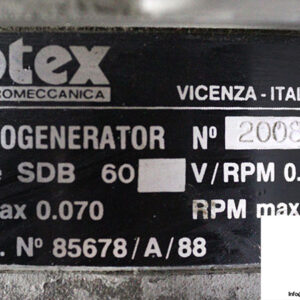 otex
ROMECCANICA
VICENZA-ITAL
OGENERATOR Nº 2008
e SDB 60 V/RPM 0.
ax 0.070 RPM max
. Nº 85678/A/88